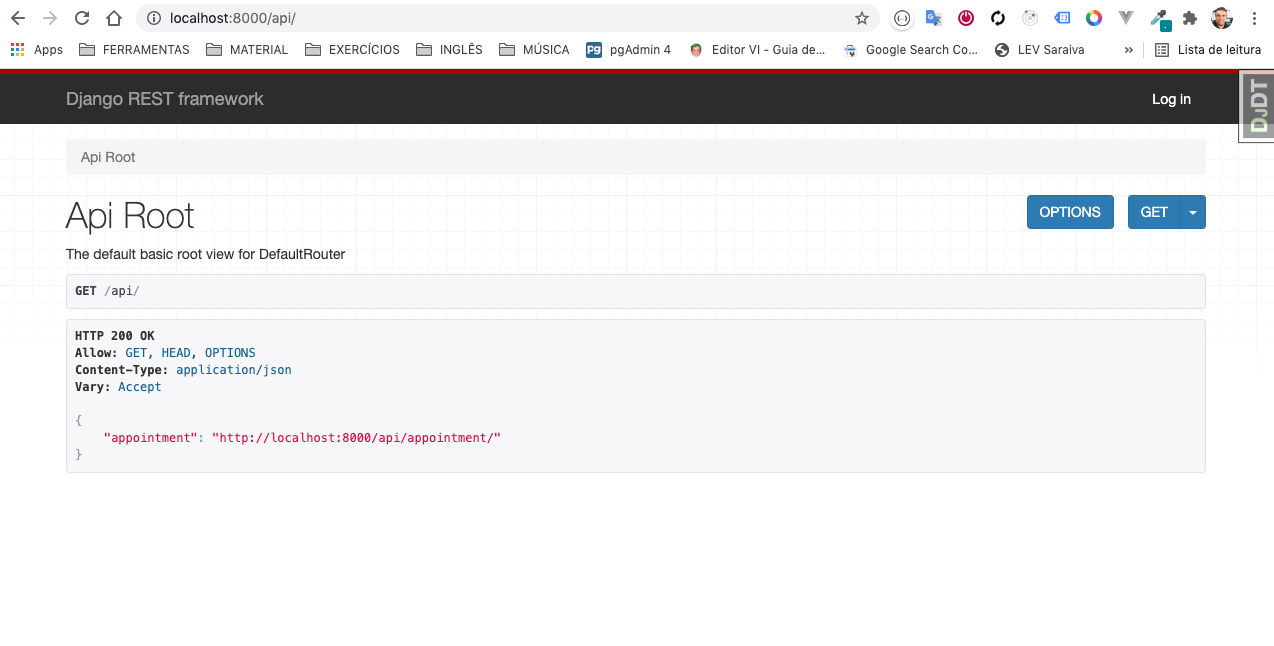 localhost:8000/api/
Apps FERRAMENTAS MATERIAL EXERCÍCIOS INGLÊS MÚSICA pg pgAdmin 4 Editor VI - Guia de... Google Search Co... LEV Saraiva » Lista de leitura
Django REST framework Log in
DJDT
Api Root
Api Root OPTIONS GET
The default basic root view for DefaultRouter
GET /api/
HTTP 200 OK
Allow: GET, HEAD, OPTIONS
Content-Type: application/json
Vary: Accept
{
"appointment": "http://localhost:8000/api/appointment/"
}